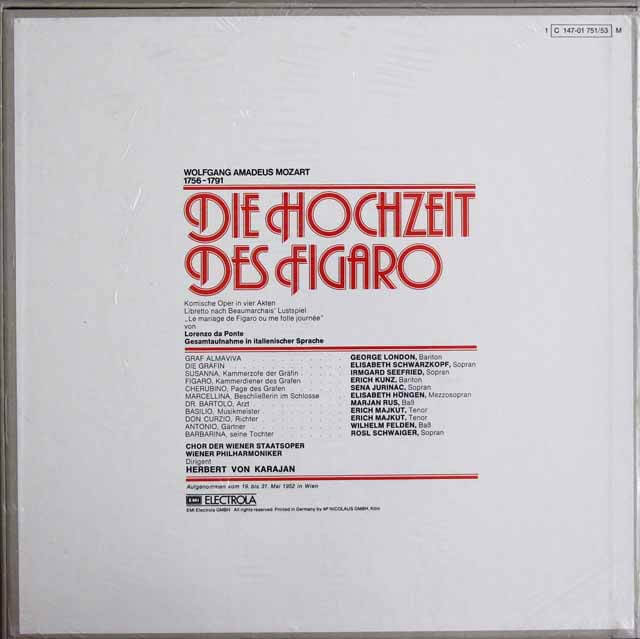 1 C 147-01 751/53 M
WOLFGANG AMADEUS MOZART
1756-1791
DIE HOCHZEIT
DES FIGARO
Komische Oper in vier Akten
Libretto nach Beaumarchais' Lustspiel
„Le mariage de Figaro ou me folle journée"
von
Lorenzo da Ponte
Gesamtaufnahme in italienischer Sprache
GRAF ALMAVIVA . . . . . . . . . . GEORGE LONDON, Bariton
DIE GRÄFIN . . . . . . . . . . ELISABETH SCHWARZKOPF, Sopran
SUSANNA, Kammerzofe der Gräfin . . . . . IRMGARD SEEFRIED, Sopran
FIGARO, Kammerdiener des Grafen . . . . . ERICH KUNZ, Bariton
CHERUBINO, Page des Grafen . . . . . SENA JURINAC, Sopran
MARCELLINA, Beschließerin im Schlosse . . . . . ELISABETH HÖNGEN, Mezzosopran
DR. BARTOLO, Arzt . . . . . MARJAN RUS, Baß
BASILIO, Musikmeister . . . . . ERICH MAJKUT, Tenor
DON CURZIO, Richter . . . . . ERICH MAJKUT, Tenor
ANTONIO, Gärtner . . . . . WILHELM FELDEN, Baß
BARBARINA, seine Tochter . . . . . ROSL SCHWAIGER, Sopran
CHOR DER WIENER STAATSOPER
WIENER PHILHARMONIKER
Dirigent
HERBERT VON KARAJAN
Aufgenommen vom 19. bis 31. Mai 1952 in Wien
EMI ELECTROLA
EMI Electrola GMBH All rights reserved Printed in Germany by 4P NICOLAUS GMBH, Köln